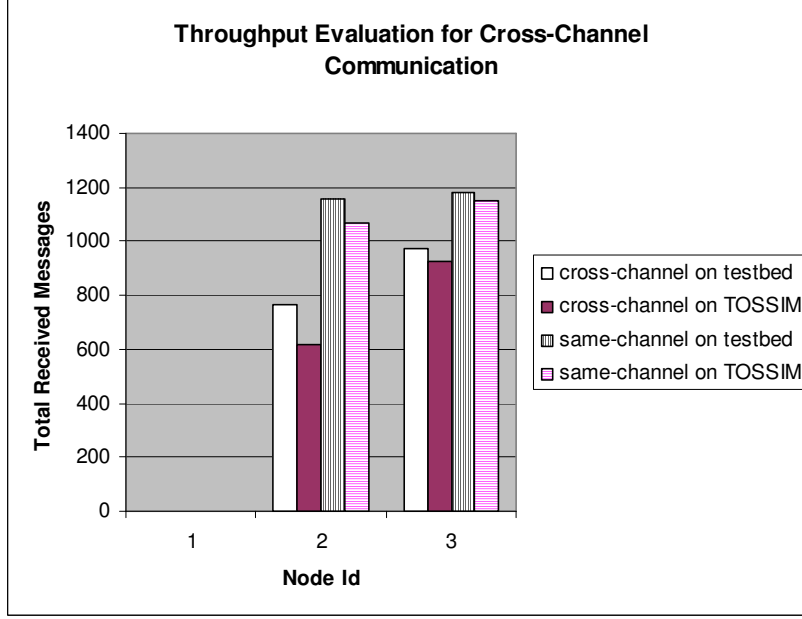 Throughput Evaluation for Cross-Channel
Communication
1400
1200
1000
800
600
400
200
0
Total Received Messages
1 2 3
Node Id
cross-channel on testbed
cross-channel on TOSSIM
same-channel on testbed
same-channel on TOSSIM